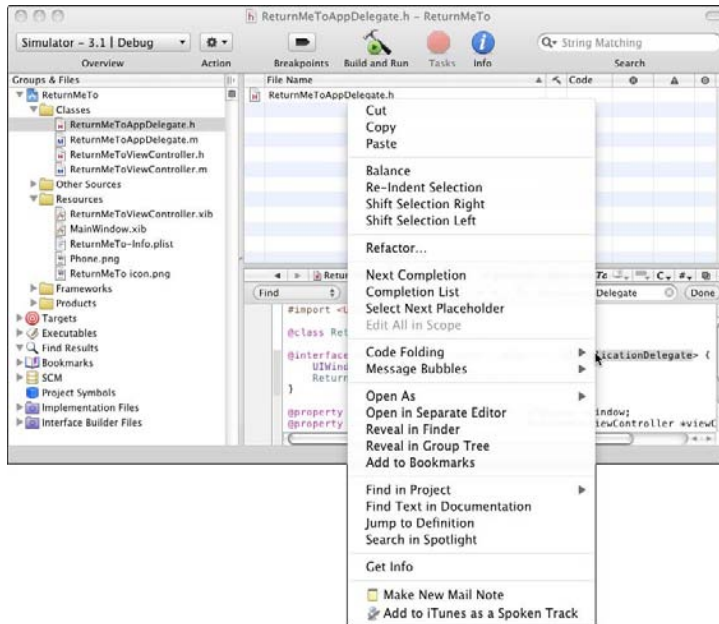 ReturnMeToAppDelegate.h – ReturnMeTo
Simulator – 3.1 | Debug
String Matching
Overview
Action
Breakpoints
Build and Run
Tasks
Info
Search
Groups & Files
ReturnMeTo
Classes
ReturnMeToAppDelegate.h
ReturnMeToAppDelegate.m
ReturnMeToViewController.h
ReturnMeToViewController.m
Other Sources
Resources
ReturnMeToViewController.xib
MainWindow.xib
ReturnMeTo-Info.plist
Phone.png
ReturnMeTo icon.png
Frameworks
Products
Targets
Executables
Find Results
Bookmarks
SCM
Project Symbols
Implementation Files
Interface Builder Files
File Name
Code
ReturnMeToAppDelegate.h
Cut
Copy
Paste
Balance
Re-Indent Selection
Shift Selection Right
Shift Selection Left
Refactor...
Next Completion
Completion List
Select Next Placeholder
Edit All in Scope
Code Folding
Message Bubbles
Open As
Open in Separate Editor
Reveal in Finder
Reveal in Group Tree
Add to Bookmarks
Find in Project
Find Text in Documentation
Jump to Definition
Search in Spotlight
Get Info
Make New Mail Note
Add to iTunes as a Spoken Track
Retur
C, #,
Find
Delegate
Done
#import <U
@class Ret
@interface
icationDelegate> {
UIWind
Return
}
@property
indow;
@property
iewController *viewC